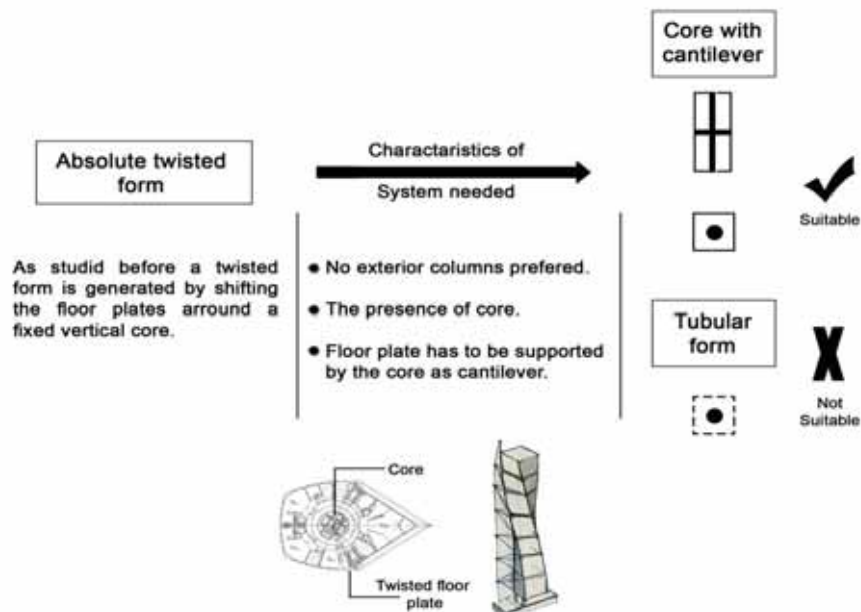 Absolute twisted
form
As studid before a twisted
form is generated by shifting
the floor plates arround a
fixed vertical core.
Charactaristics of
System needed
● No exterior columns prefered.
● The presence of core.
● Floor plate has to be supported
by the core as cantilever.
Core with
cantilever
Suitable
Tubular
form
Not
Suitable
Core
Twisted floor
plate